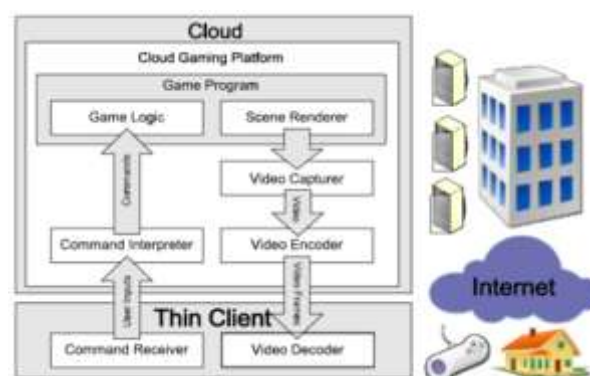 Cloud
Cloud Gaming Platform
Game Program
Game Logic
Scene Renderer
Commands
Video Capturer
Video
Command Interpreter
Video Encoder
User Inputs
Video Frames
Internet
Thin Client
Command Receiver
Video Decoder